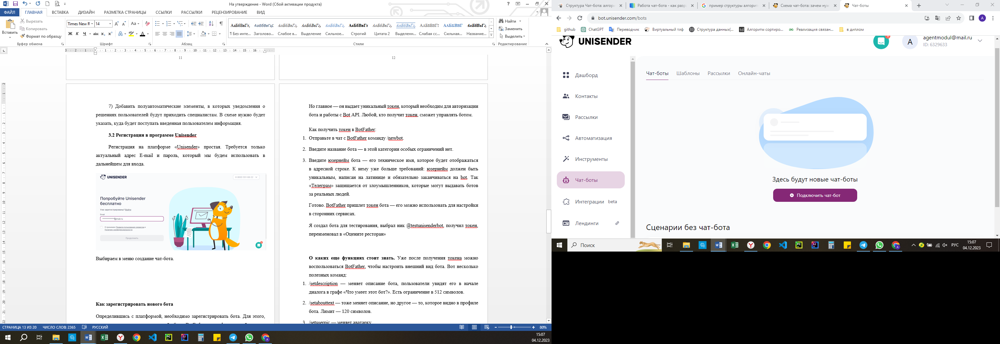 На утверждение - Word (Сбой активации продукта)
ФАЙЛ ГЛАВНАЯ ВСТАВКА ДИЗАЙН РАЗМЕТКА СТРАНИЦЫ ССЫЛКИ РАССЫЛКИ РЕЦЕНЗИРОВАНИЕ ВИД
Вставить
Вырезать
Копировать
Формат по образцу
Буфер обмена
Times New R 14
Шрифт
Абзац
АаБбВвГг, АаБбВвГгД АаБбВвГг, АаБбВвГг, АаБбВвГг, АаБбВвГг АаБбВвГг, АаБбВвГг, ААББВВГГ ААББВВГ АаБбВвГг,
¶ Без инте... Заголово... Слабое в... Выделение Сильное... Строгий Цитата 2 Выделенн... Слабая сс... Сильная... Название...
Стили
Найти
Заменить
Выделить
Редактирование
11
12
7) Добавить полуавтоматические элементы, в которых уведомления о
решениях пользователей будут приходить специалистам. В схеме нужно будет
указать, куда будет поступать введенная пользователем информация.
3.2 Регистрация в программе Unisender
Регистрация на платформе «Unisender» простая. Требуется только
актуальный адрес E-mail и пароль, который мы будем использовать в
дальнейшем для входа.
UNISENDER
Попробуйте Unisender
бесплатно
Уже зарегистрированы? Войти
Email
@mail.ru
Я принимаю Правила пользования сервисом и
Политику конфиденциальности
Продолжить
Выбираем в меню создание чат-бота.
Как зарегистрировать нового бота
Определившись с платформой, необходимо зарегистрировать бота. Для этого,
Но главное — он выдает уникальный токен, который необходим для авторизации
бота и работы с Bot API. Любой, кто получит токен, сможет управлять ботом.
Как получить токен в BotFather:
1. Отправьте в чат с BotFather команду /newbot.
2. Введите название бота — в этой категории особых ограничений нет.
3. Введите юзернейм бота — его техническое имя, которое будет отображаться
в адресной строке. К нему уже больше требований: юзернейм должен быть
уникальным, написан на латинице и обязательно заканчиваться на bot. Так
«Телеграм» защищается от злоумышленников, которые могут выдавать ботов
за реальных людей.
Готово. BotFather пришлет токен бота — его можно использовать для настройки
в сторонних сервисах.
Я создал бота для тестирования, выбрал ник @testunisenderbot, получил токен,
переименовал в «Оцените ресторан»
О каких еще функциях стоит знать. Уже после получения токена можно
воспользоваться BotFather, чтобы настроить внешний вид бота. Вот несколько
полезных команд:
1. /setdescription — меняет описание бота, пользователи увидят его в начале
диалога в графе «Что умеет этот бот?». Есть ограничение в 512 символов.
2. /setabouttext — тоже меняет описание, но другое — то, которое видно в профиле
бота. Лимит — 120 символов.
3. /setuserpic — меняет аватарку.
СТРАНИЦА 13 ИЗ 20 ЧИСЛО СЛОВ: 2365 РУССКИЙ
80%
15:07
04.12.2023
Структура Чат-бота: алгор
Работа чат-бота - как разр
пример структуры алгорит
Схема чат-бота: зачем нуж
Чат-боты
bot.unisender.com/bots
github ChatGPT Переводчик Виртуальный тлф Структура данных(... Алгоритм сортиро... Реализация связан... в диплом
UNISENDER
A
agentmodul@mail.ru
ID: 6329633
Дашборд
Контакты
Рассылки
Автоматизация
Инструменты
Чат-боты
Интеграции beta
Лендинги
Чат-боты Шаблоны Рассылки Онлайн-чаты
Здесь будут новые чат-боты
Подключить чат-бот
Сценарии без чат-бота
Поиск
РУС
15:07
04.12.2023